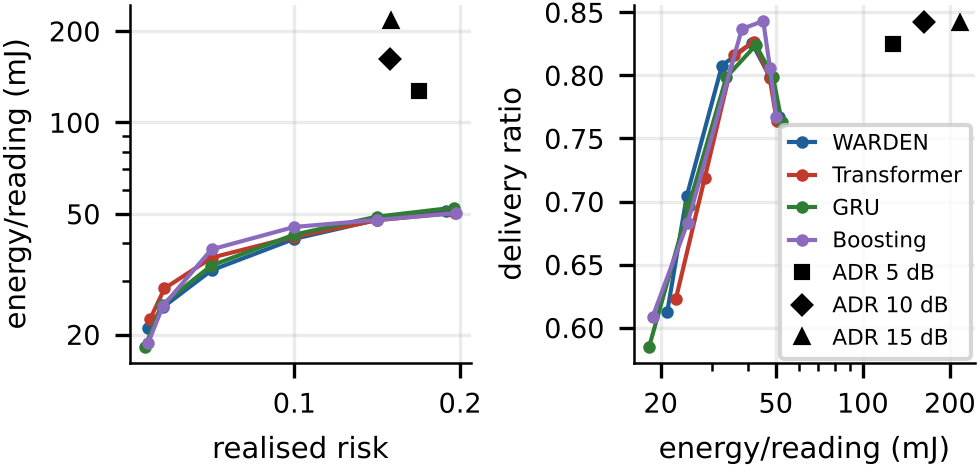 energy/reading (mJ)
200
100
50
20
0.1
0.2
realised risk
delivery ratio
0.85
0.80
0.75
0.70
0.65
0.60
20
50
100
200
energy/reading (mJ)
WARDEN
Transformer
GRU
Boosting
ADR 5 dB
ADR 10 dB
ADR 15 dB